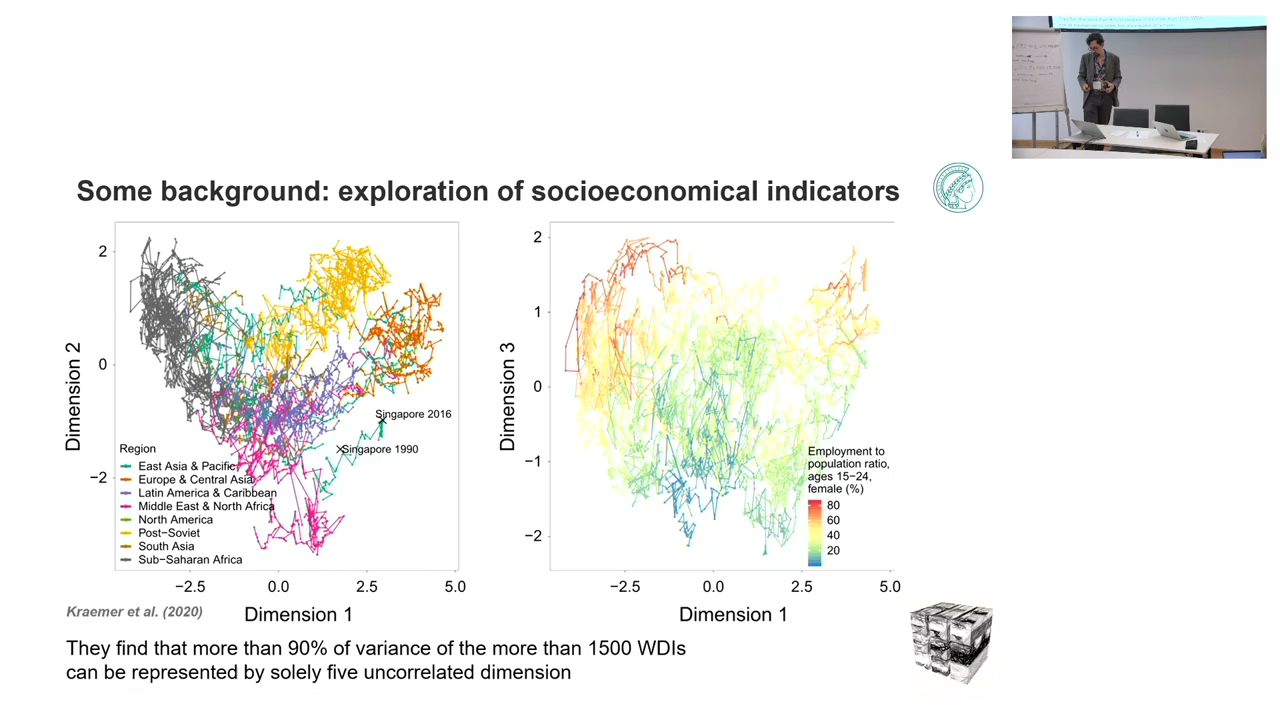 Some background: exploration of socioeconomical indicators
2
0
−2
Dimension 2
Singapore 2016
Singapore 1990
Region
East Asia & Pacific
Europe & Central Asia
Latin America & Caribbean
Middle East & North Africa
North America
Post−Soviet
South Asia
Sub−Saharan Africa
−2.5
0.0
2.5
5.0
Dimension 1
2
1
0
−1
−2
Dimension 3
Employment to
population ratio,
ages 15−24,
female (%)
80
60
40
20
−2.5
0.0
2.5
5.0
Dimension 1
Kraemer et al. (2020)
They find that more than 90% of variance of the more than 1500 WDIs
can be represented by solely five uncorrelated dimension